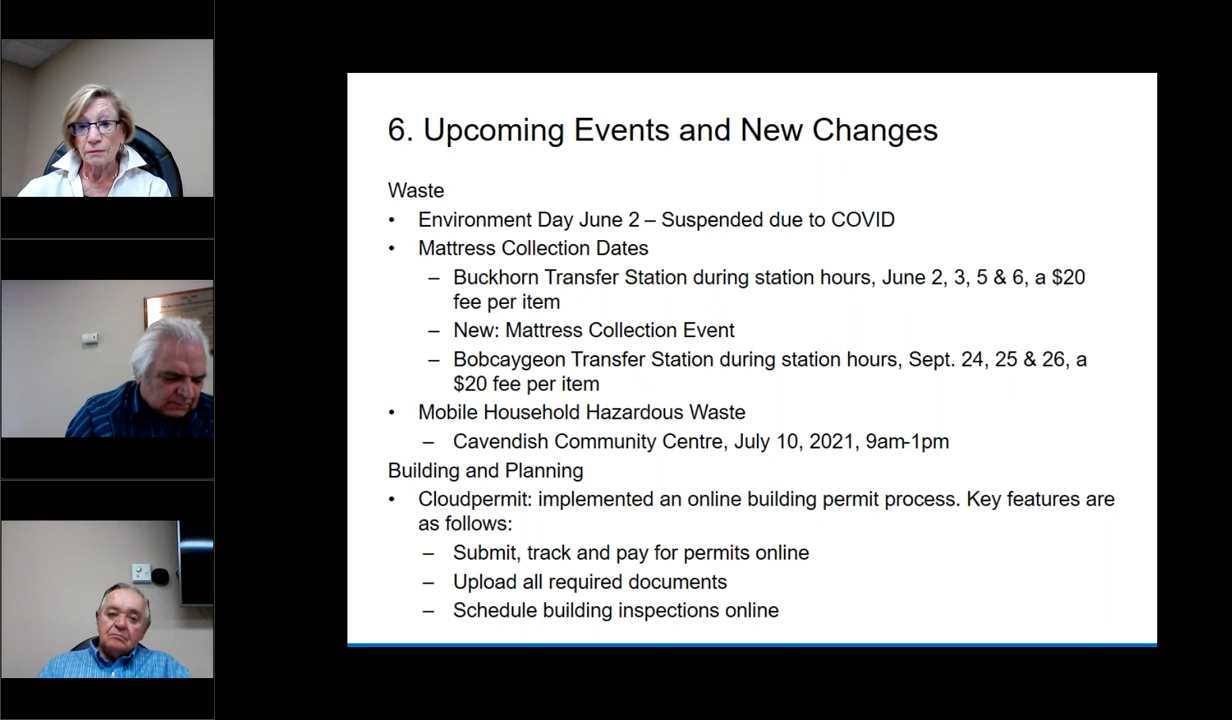 6. Upcoming Events and New Changes
Waste
• Environment Day June 2 – Suspended due to COVID
• Mattress Collection Dates
– Buckhorn Transfer Station during station hours, June 2, 3, 5 & 6, a $20
fee per item
– New: Mattress Collection Event
– Bobcaygeon Transfer Station during station hours, Sept. 24, 25 & 26, a
$20 fee per item
• Mobile Household Hazardous Waste
– Cavendish Community Centre, July 10, 2021, 9am-1pm
Building and Planning
• Cloudpermit: implemented an online building permit process. Key features are
as follows:
– Submit, track and pay for permits online
– Upload all required documents
– Schedule building inspections online